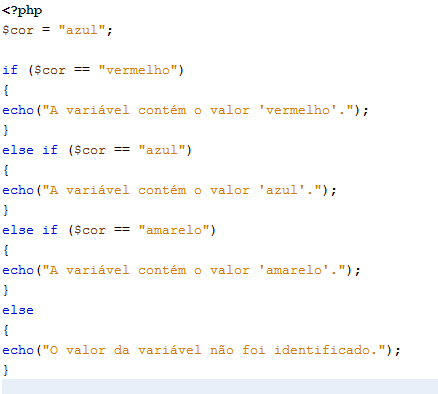 <?php
$cor = "azul";
if ($cor == "vermelho")
{
echo("A variável contém o valor 'vermelho'.");
}
else if ($cor == "azul")
{
echo("A variável contém o valor 'azul'.");
}
else if ($cor == "amarelo")
{
echo("A variável contém o valor 'amarelo'.");
}
else
{
echo("O valor da variável não foi identificado.");
}